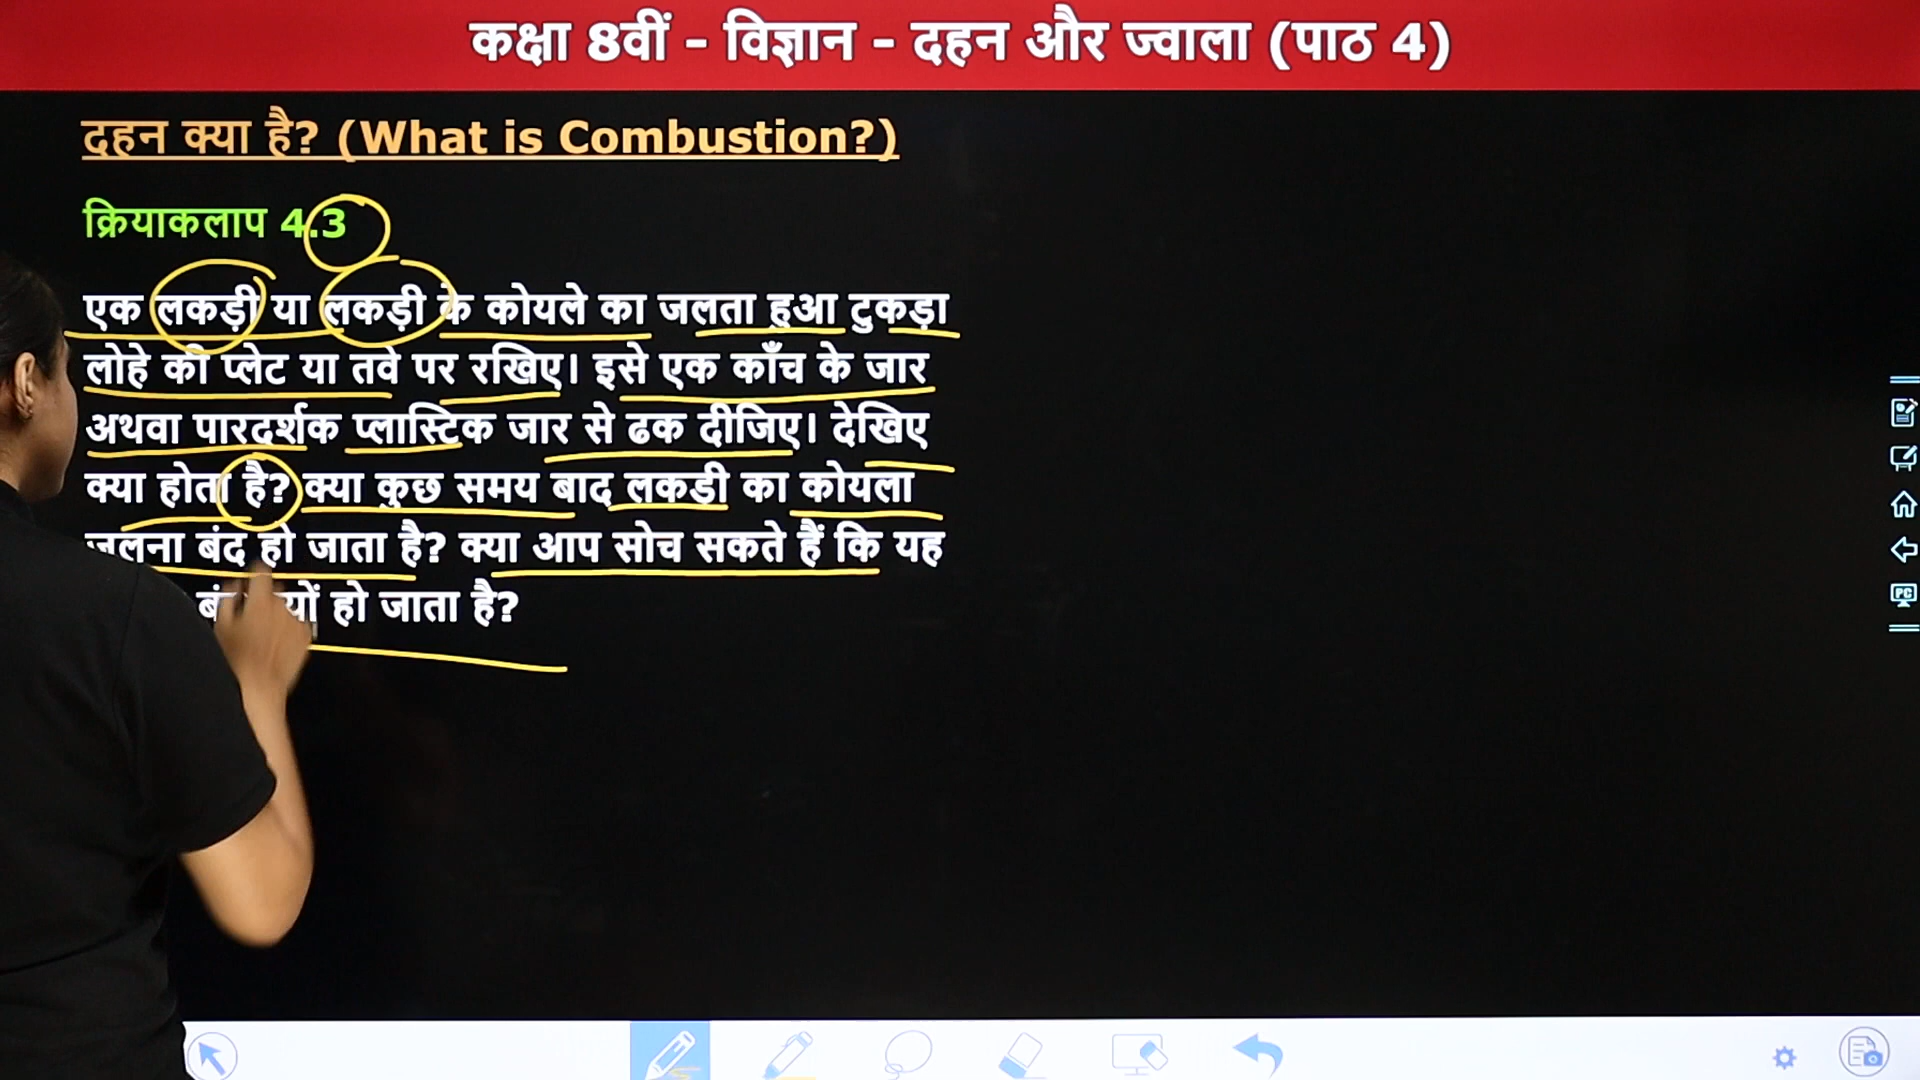 कक्षा 8वीं - विज्ञान - दहन और ज्वाला (पाठ 4)
दहन क्या है? (What is Combustion?)
क्रियाकलाप 4.3
एक लकड़ी या लकड़ी के कोयले का जलता हुआ टुकड़ा
लोहे की प्लेट या तवे पर रखिए। इसे एक काँच के जार
अथवा पारदर्शक प्लास्टिक जार से ढक दीजिए। देखिए
क्या होता है? क्या कुछ समय बाद लकड़ी का कोयला
जलना बंद हो जाता है? क्या आप सोच सकते हैं कि यह
हो जाता है?
PC